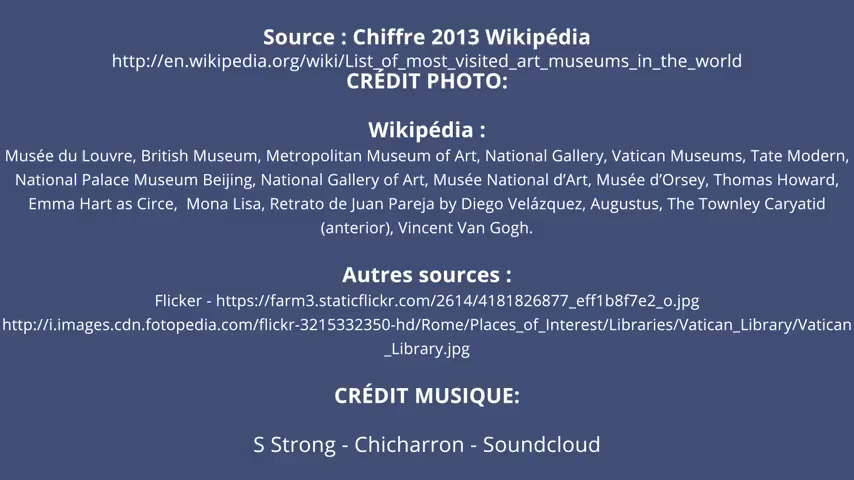 Source : Chiffre 2013 Wikipédia
http://en.wikipedia.org/wiki/List_of_most_visited_art_museums_in_the_world
CRÉDIT PHOTO:
Wikipédia :
Musée du Louvre, British Museum, Metropolitan Museum of Art, National Gallery, Vatican Museums, Tate Modern,
National Palace Museum Beijing, National Gallery of Art, Musée National d’Art, Musée d’Orsey, Thomas Howard,
Emma Hart as Circe, Mona Lisa, Retrato de Juan Pareja by Diego Velázquez, Augustus, The Townley Caryatid
(anterior), Vincent Van Gogh.
Autres sources :
Flicker - https://farm3.staticflickr.com/2614/4181826877_eff1b8f7e2_o.jpg
http://i.images.cdn.fotopedia.com/flickr-3215332350-hd/Rome/Places_of_Interest/Libraries/Vatican_Library/Vatican
_Library.jpg
CRÉDIT MUSIQUE:
S Strong - Chicharron - Soundcloud